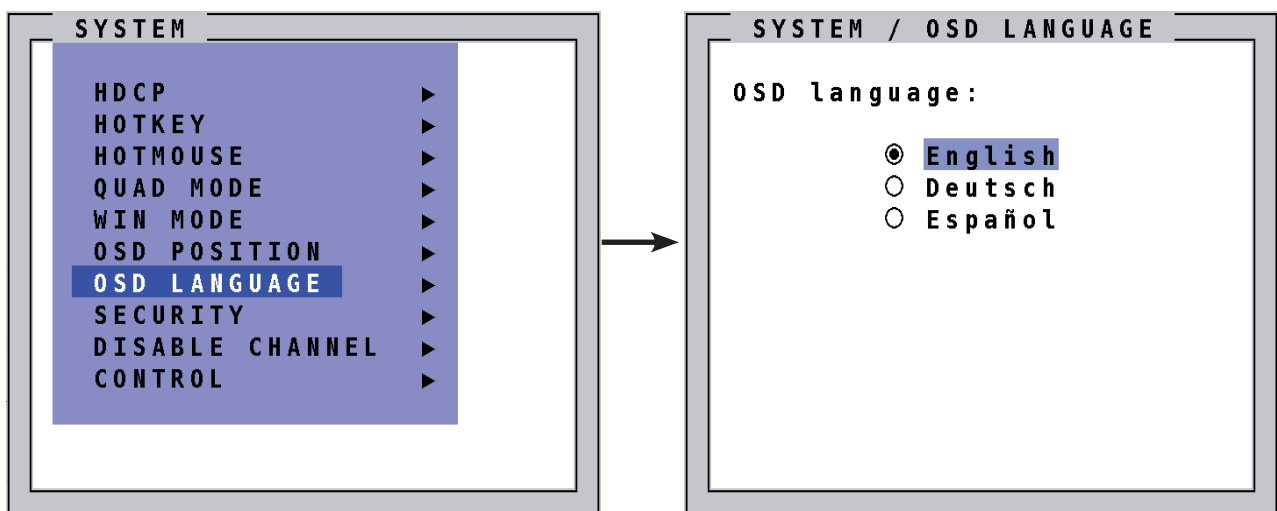 SYSTEM
HDCP
HOTKEY
HOTMOUSE
QUAD MODE
WIN MODE
OSD POSITION
OSD LANGUAGE
SECURITY
DISABLE CHANNEL
CONTROL
SYSTEM / OSD LANGUAGE
OSD language:
English
Deutsch
Español